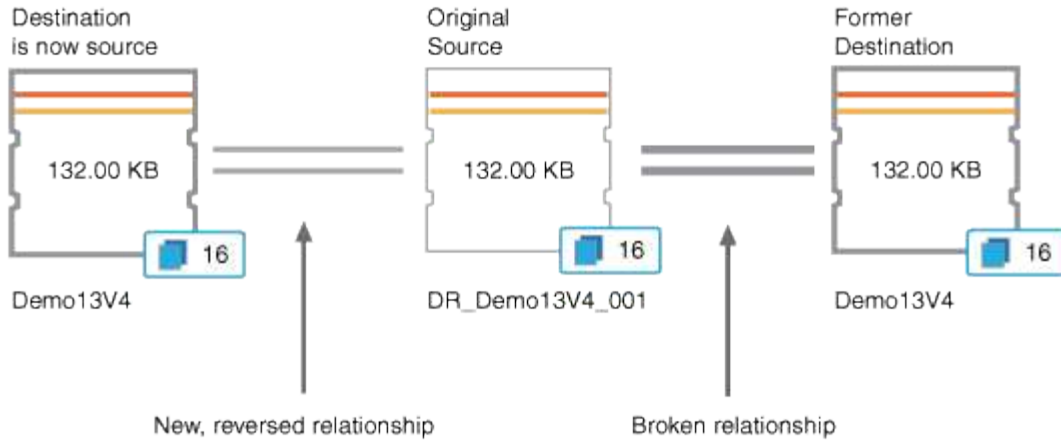 Destination
is now source
Original
Source
Former
Destination
132.00 KB
132.00 KB
132.00 KB
16
16
16
Demo13V4
DR_Demo13V4_001
Demo13V4
New, reversed relationship
Broken relationship